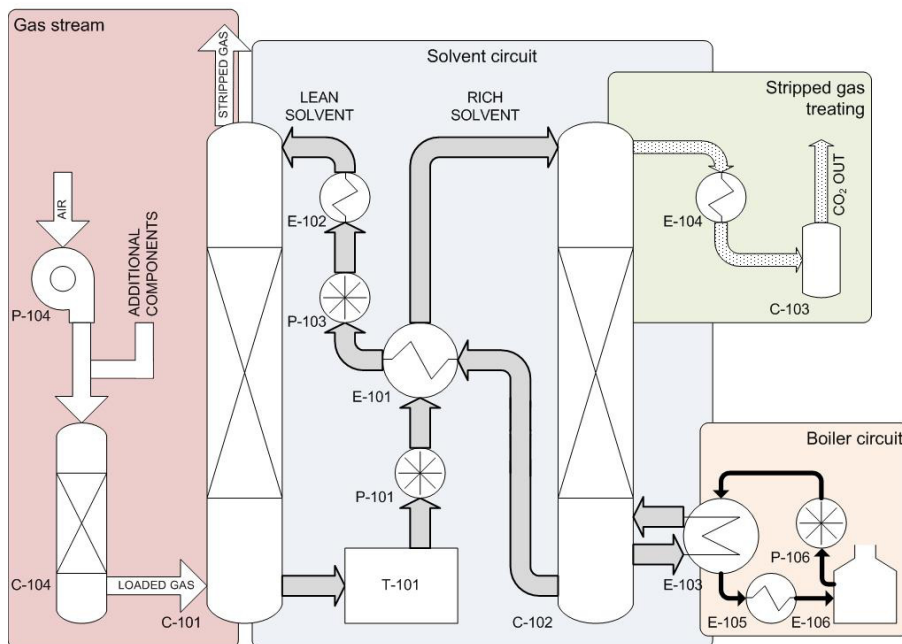 Gas stream
STRIPPED GAS
Solvent circuit
LEAN
SOLVENT
RICH
SOLVENT
Stripped gas
treating
AIR
E-102
E-104
CO₂ OUT
ADDITIONAL
COMPONENTS
P-104
P-103
C-103
E-101
Boiler circuit
P-101
P-106
C-104
LOADED GAS
T-101
E-103
C-101
C-102
E-105
E-106